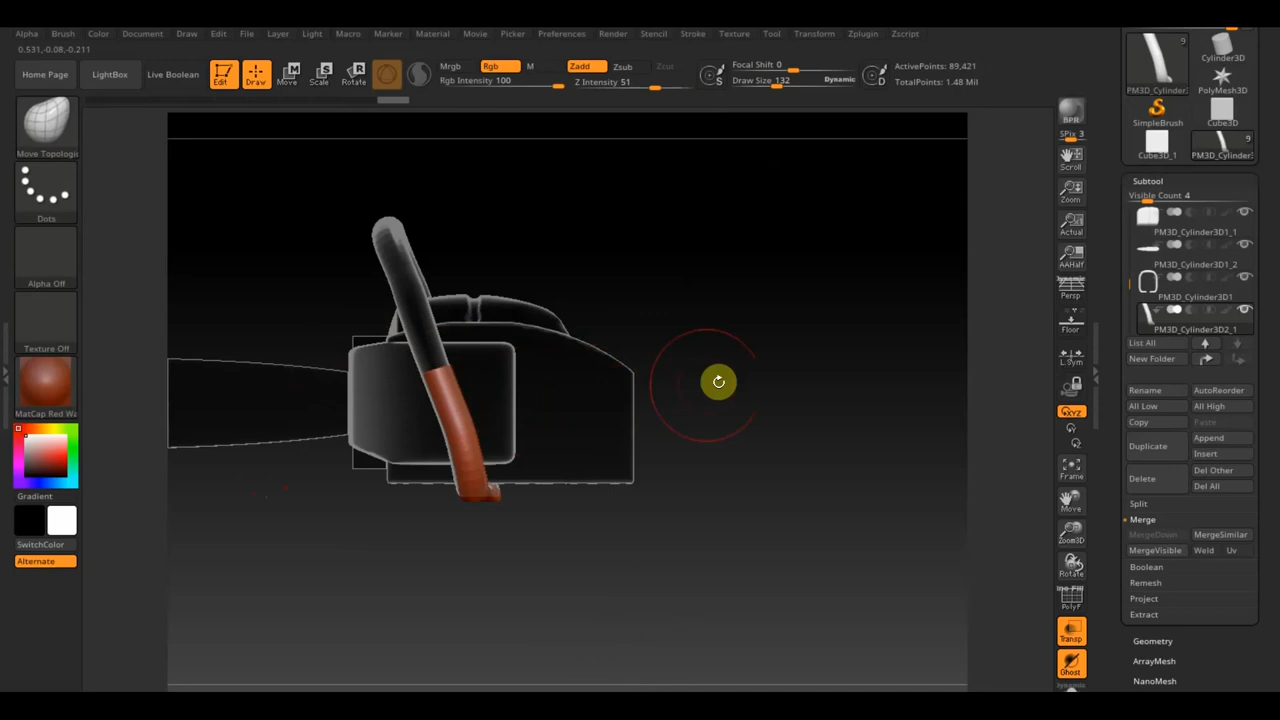 Alpha Brush Color Document Draw Edit File Layer Light Macro Marker Material Movie Picker Preferences Render Stencil Stroke Texture Tool Transform Zplugin Zscript
0.531,-0.08,-0.211
Home Page
LightBox
Live Boolean
Edit
Draw
Move
Scale
Rotate
Mrgb Rgb M
Rgb Intensity 100
Zadd Zsub Zcut
Z Intensity 51
S
Focal Shift 0
Draw Size 132 Dynamic
D
ActivePoints: 89,421
TotalPoints: 1.48 Mil
Move Topologic
Dots
Alpha Off
Texture Off
MatCap Red Wa
Gradient
SwitchColor
Alternate
BPR
SPix 3
Scroll
Zoom
Actual
AAHalf
Dynamic
Persp
Floor
L.Sym
XYZ
Frame
Move
Zoom3D
Rotate
PolyF
Transp
Ghost
Dynamic
9
PM3D_Cylinder
Cylinder3D
PolyMesh3D
SimpleBrush
Cube3D
Cube3D_1
9
PM3D_Cylinder
Subtool
Visible Count 4
PM3D_Cylinder3D1_1
PM3D_Cylinder3D1_2
PM3D_Cylinder3D1
PM3D_Cylinder3D2_1
List All
New Folder
Rename AutoReorder
All Low All High
Copy Paste
Duplicate Append
Insert
Delete Del Other
Del All
Split
Merge
MergeDown MergeSimilar
MergeVisible Weld Uv
Boolean
Remesh
Project
Extract
Geometry
ArrayMesh
NanoMesh